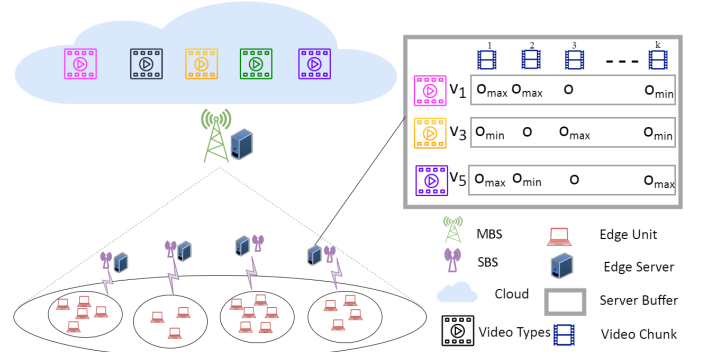 1 2 3 k
v1 Omax Omax O Omin
v3 Omin O Omax Omin
v5 Omax Omin O Omax
MBS Edge Unit
SBS Edge Server
Cloud Server Buffer
Video Types Video Chunk